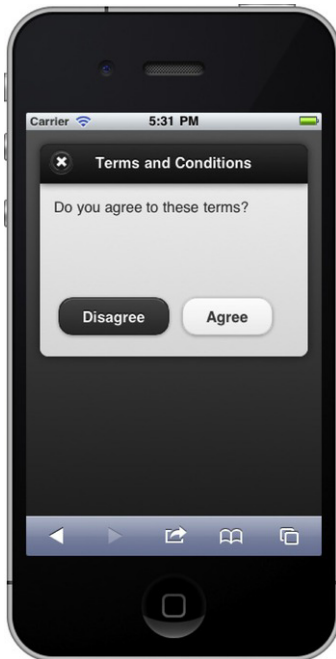 Carrier 5:31 PM
Terms and Conditions
Do you agree to these terms?
Disagree Agree